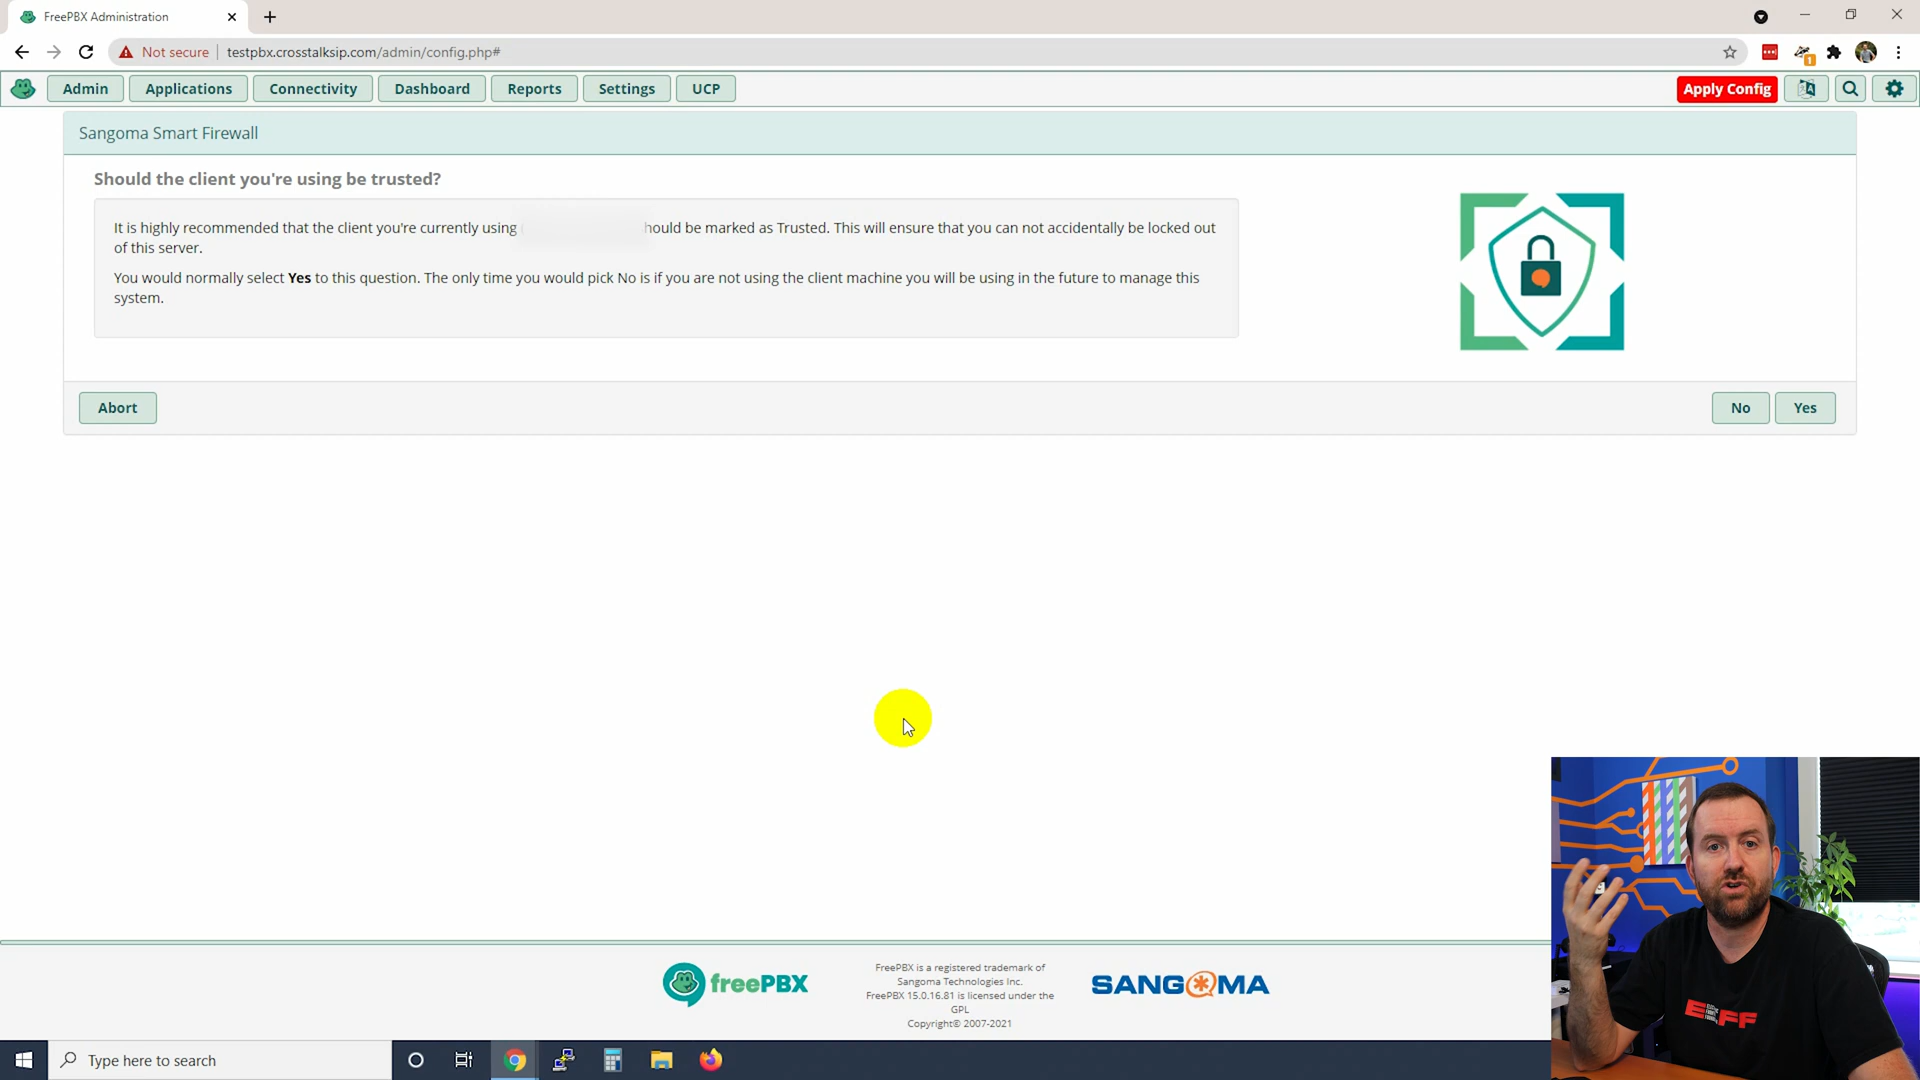 FreePBX Administration
Not secure
testpbx.crosstalksip.com/admin/config.php#
1
Admin
Applications
Connectivity
Dashboard
Reports
Settings
UCP
Apply Config
Sangoma Smart Firewall
Should the client you're using be trusted?
It is highly recommended that the client you're currently using hould be marked as Trusted. This will ensure that you can not accidentally be locked out
of this server.
You would normally select Yes to this question. The only time you would pick No is if you are not using the client machine you will be using in the future to manage this
system.
Abort
No
Yes
freePBX
FreePBX is a registered trademark of
Sangoma Technologies Inc.
FreePBX 15.0.16.81 is licensed under the
GPL
Copyright© 2007-2021
SANGOMA
EFF
Type here to search